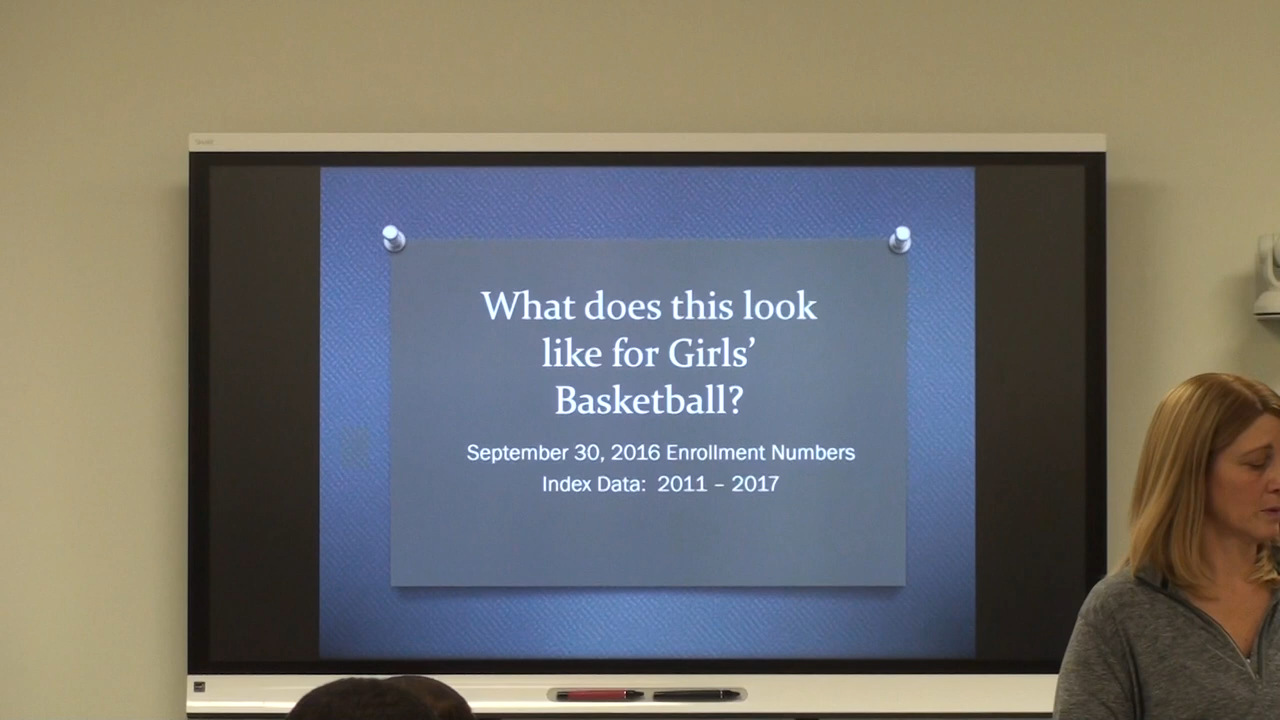 What does this look
like for Girls’
Basketball?
September 30, 2016 Enrollment Numbers
Index Data: 2011 – 2017